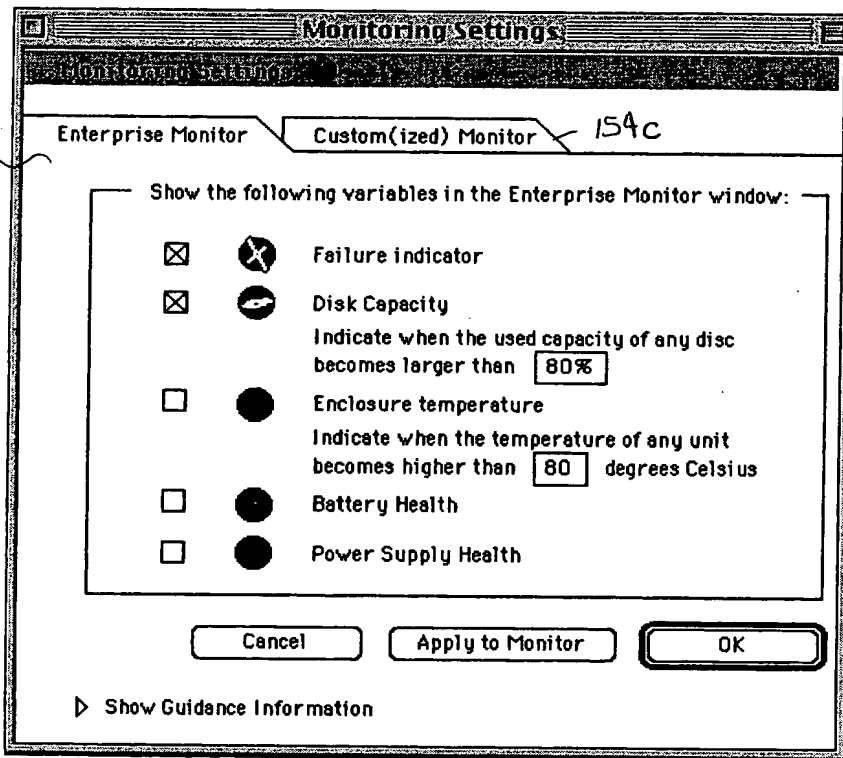 Monitoring Settings
Monitoring Settings
Enterprise Monitor
Custom(ized) Monitor
154c
Show the following variables in the Enterprise Monitor window:
Failure indicator
Disk Capacity
Indicate when the used capacity of any disc
becomes larger than 80%
Enclosure temperature
Indicate when the temperature of any unit
becomes higher than 80 degrees Celsius
Battery Health
Power Supply Health
Cancel
Apply to Monitor
OK
Show Guidance Information